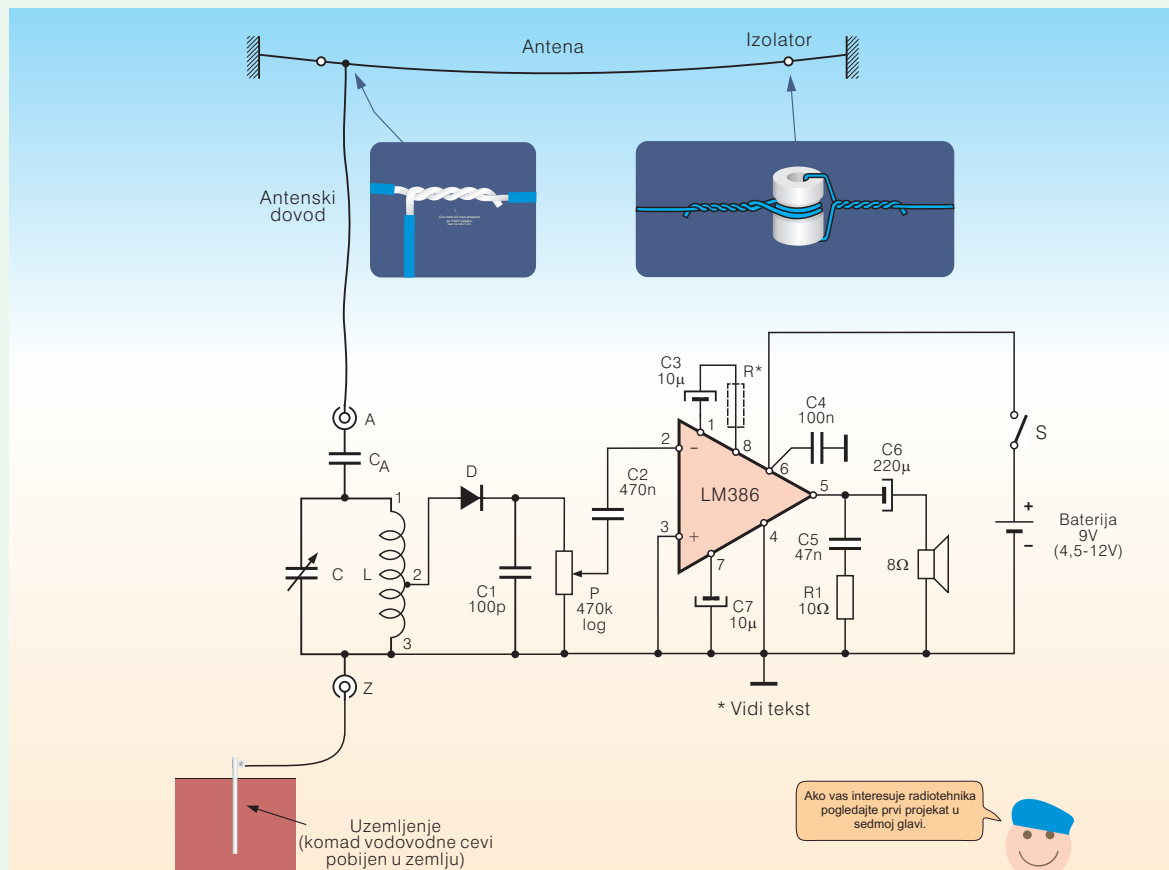 Antena
Izolator
Antenski
dovod
A
C_A
C
L
1
2
3
D
C1
100p
P
470k
log
C2
470n
C3
10µ
R*
1
8
2
−
3
+
LM386
6
5
4
7
C4
100n
C5
47n
R1
10Ω
C6
220µ
C7
10µ
8Ω
S
+
−
Baterija
9V
(4,5-12V)
Z
* Vidi tekst
Uzemljenje
(komad vodovodne cevi
pobijen u zemlju)
Ako vas interesuje radiotehnika
pogledajte prvi projekat u
sedmoj glavi.